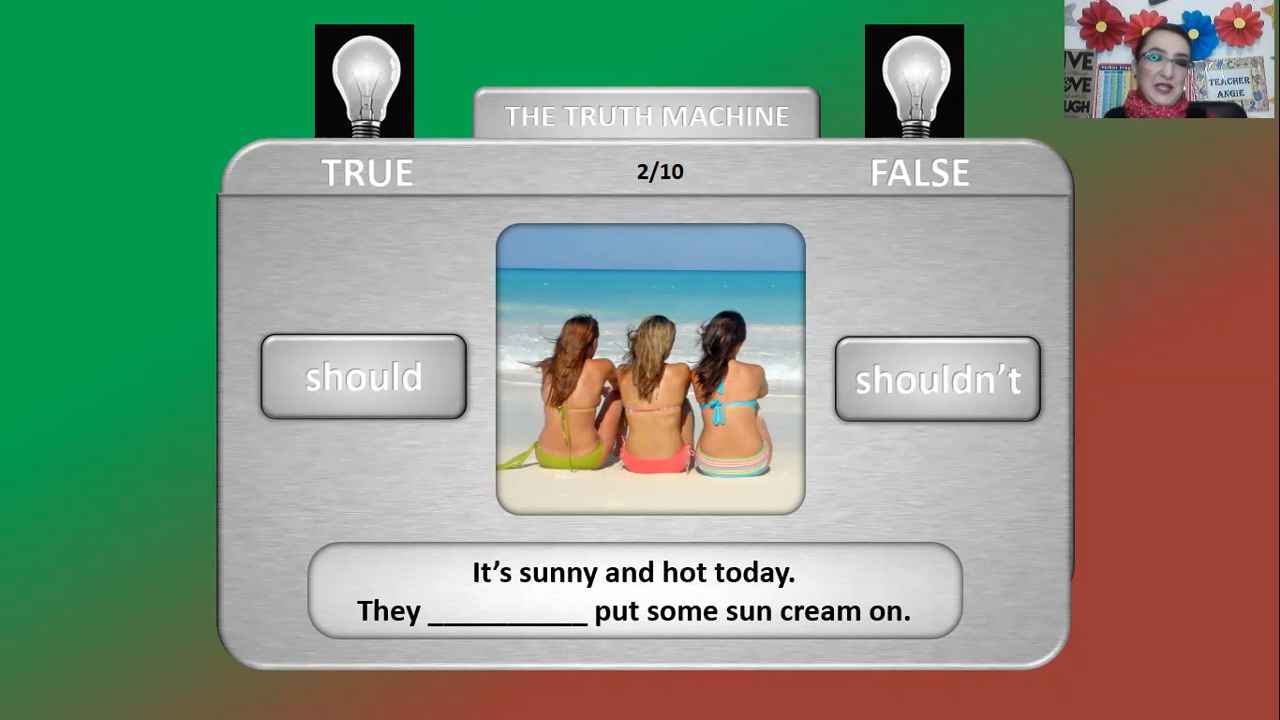 THE TRUTH MACHINE
TRUE
2/10
FALSE
should
shouldn't
It's sunny and hot today.
They __________ put some sun cream on.
TEACHER
ANGIE